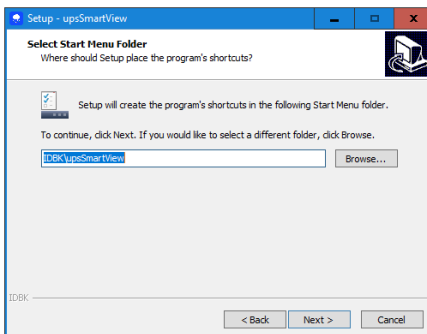 Setup - upsSmartView
Select Start Menu Folder
Where should Setup place the program's shortcuts?
Setup will create the program's shortcuts in the following Start Menu folder.
To continue, click Next. If you would like to select a different folder, click Browse.
IDBK\upsSmartView
Browse...
IDBK
< Back
Next >
Cancel